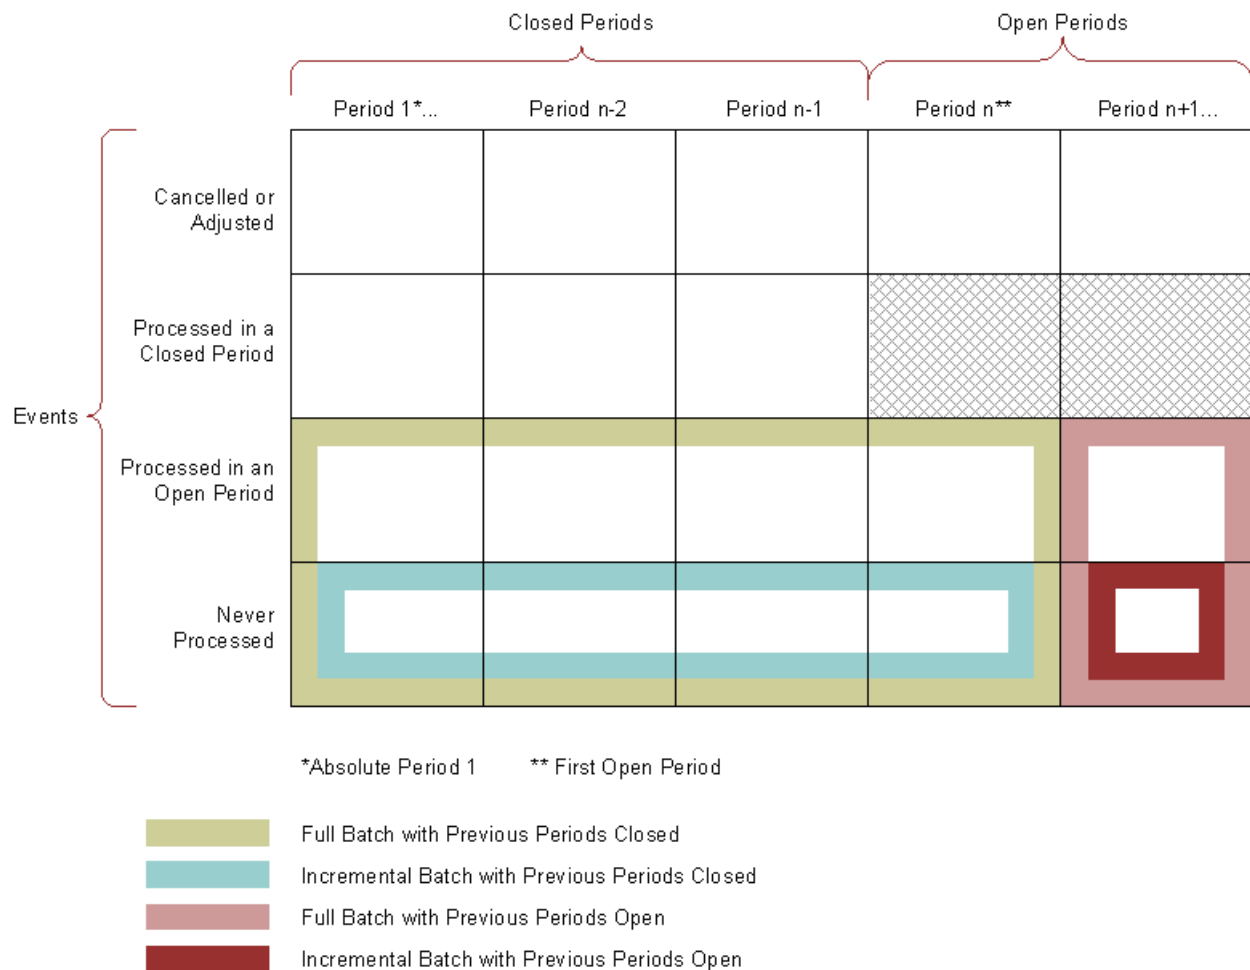 Closed Periods
Open Periods
Period 1*...
Period n-2
Period n-1
Period n**
Period n+1...
Cancelled or
Adjusted
Processed in a
Closed Period
Events
Processed in an
Open Period
Never
Processed
*Absolute Period 1
** First Open Period
Full Batch with Previous Periods Closed
Incremental Batch with Previous Periods Closed
Full Batch with Previous Periods Open
Incremental Batch with Previous Periods Open